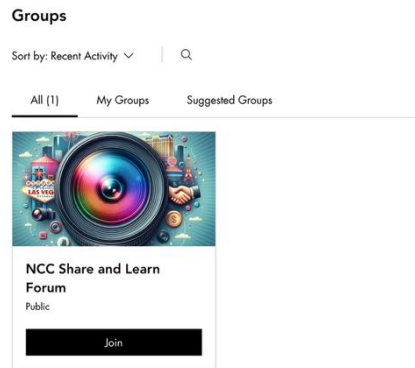 Groups
Sort by: Recent Activity
All (1) My Groups Suggested Groups
LAS VEG
NCC Share and Learn
Forum
Public
Join